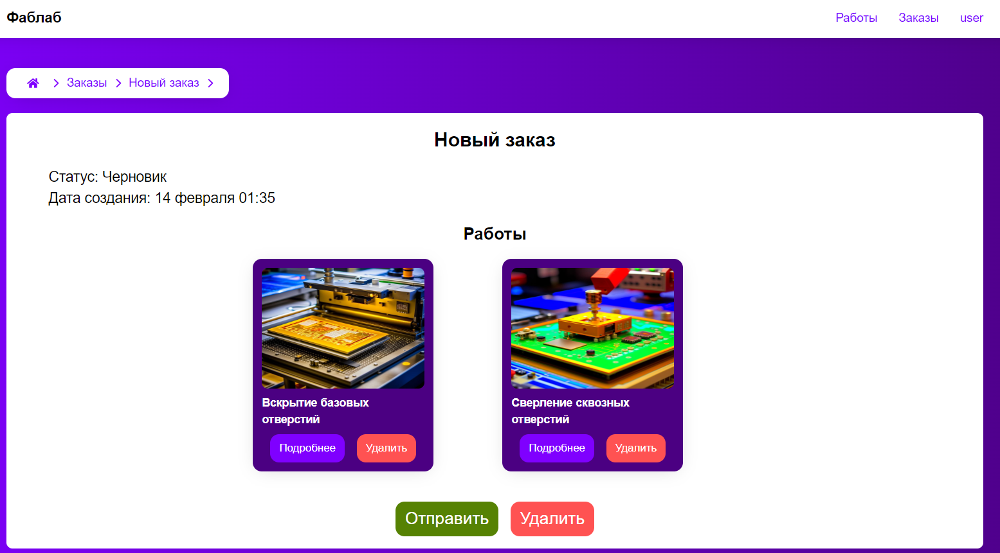 Фаблаб
Работы Заказы user
Заказы Новый заказ
Новый заказ
Статус: Черновик
Дата создания: 14 февраля 01:35
Работы
Вскрытие базовых
отверстий
Подробнее Удалить
Сверление сквозных
отверстий
Подробнее Удалить
Отправить Удалить